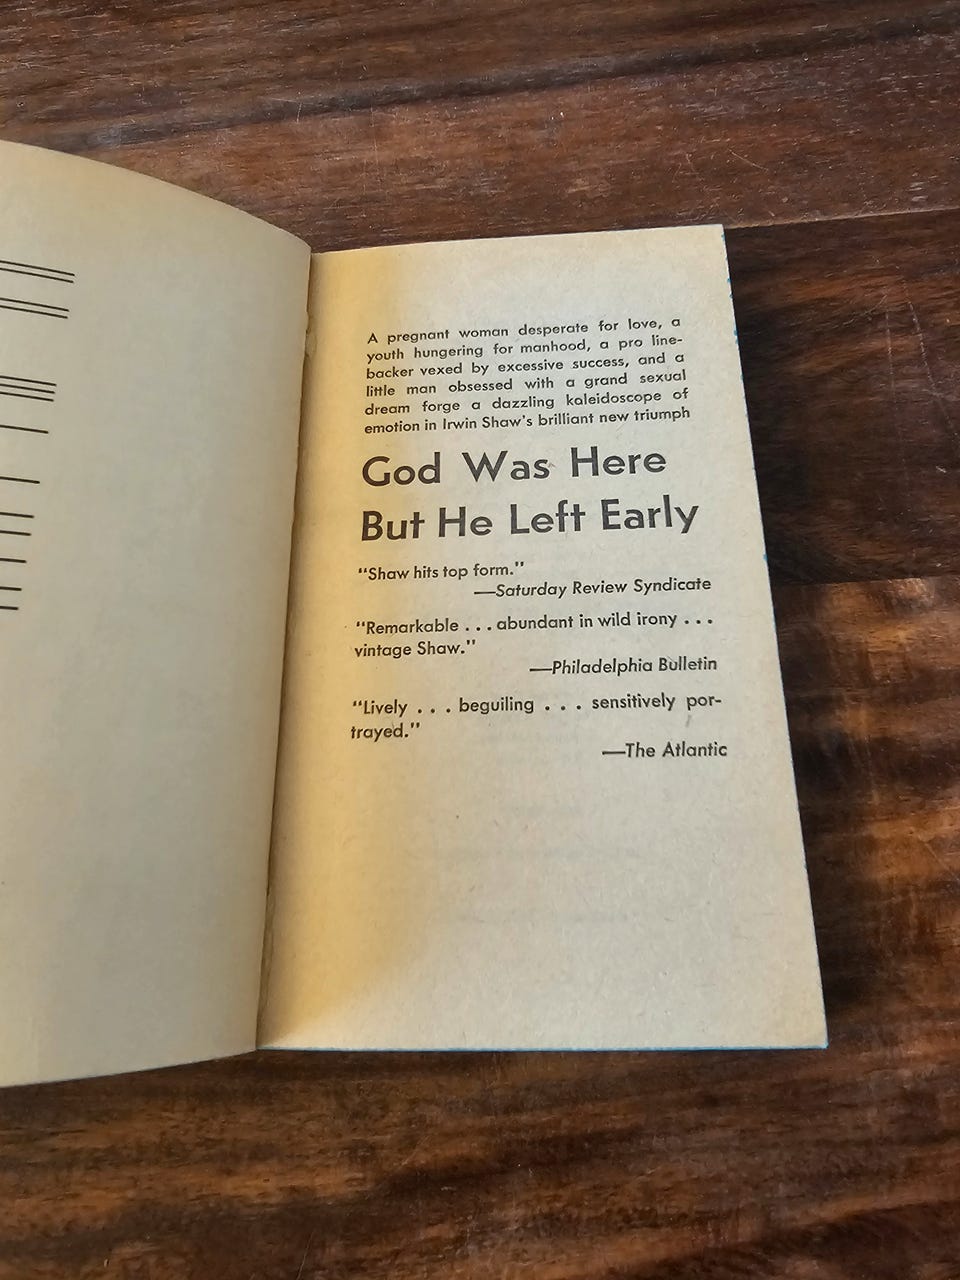 A pregnant woman desperate for love, a
youth hungering for manhood, a pro line-
backer vexed by excessive success, and a
little man obsessed with a grand sexual
dream forge a dazzling kaleidoscope of
emotion in Irwin Shaw's brilliant new triumph
God Was Here
But He Left Early
“Shaw hits top form.”
—Saturday Review Syndicate
“Remarkable . . . abundant in wild irony . . .
vintage Shaw.”
—Philadelphia Bulletin
“Lively . . . beguiling . . . sensitively por-
trayed.”
—The Atlantic